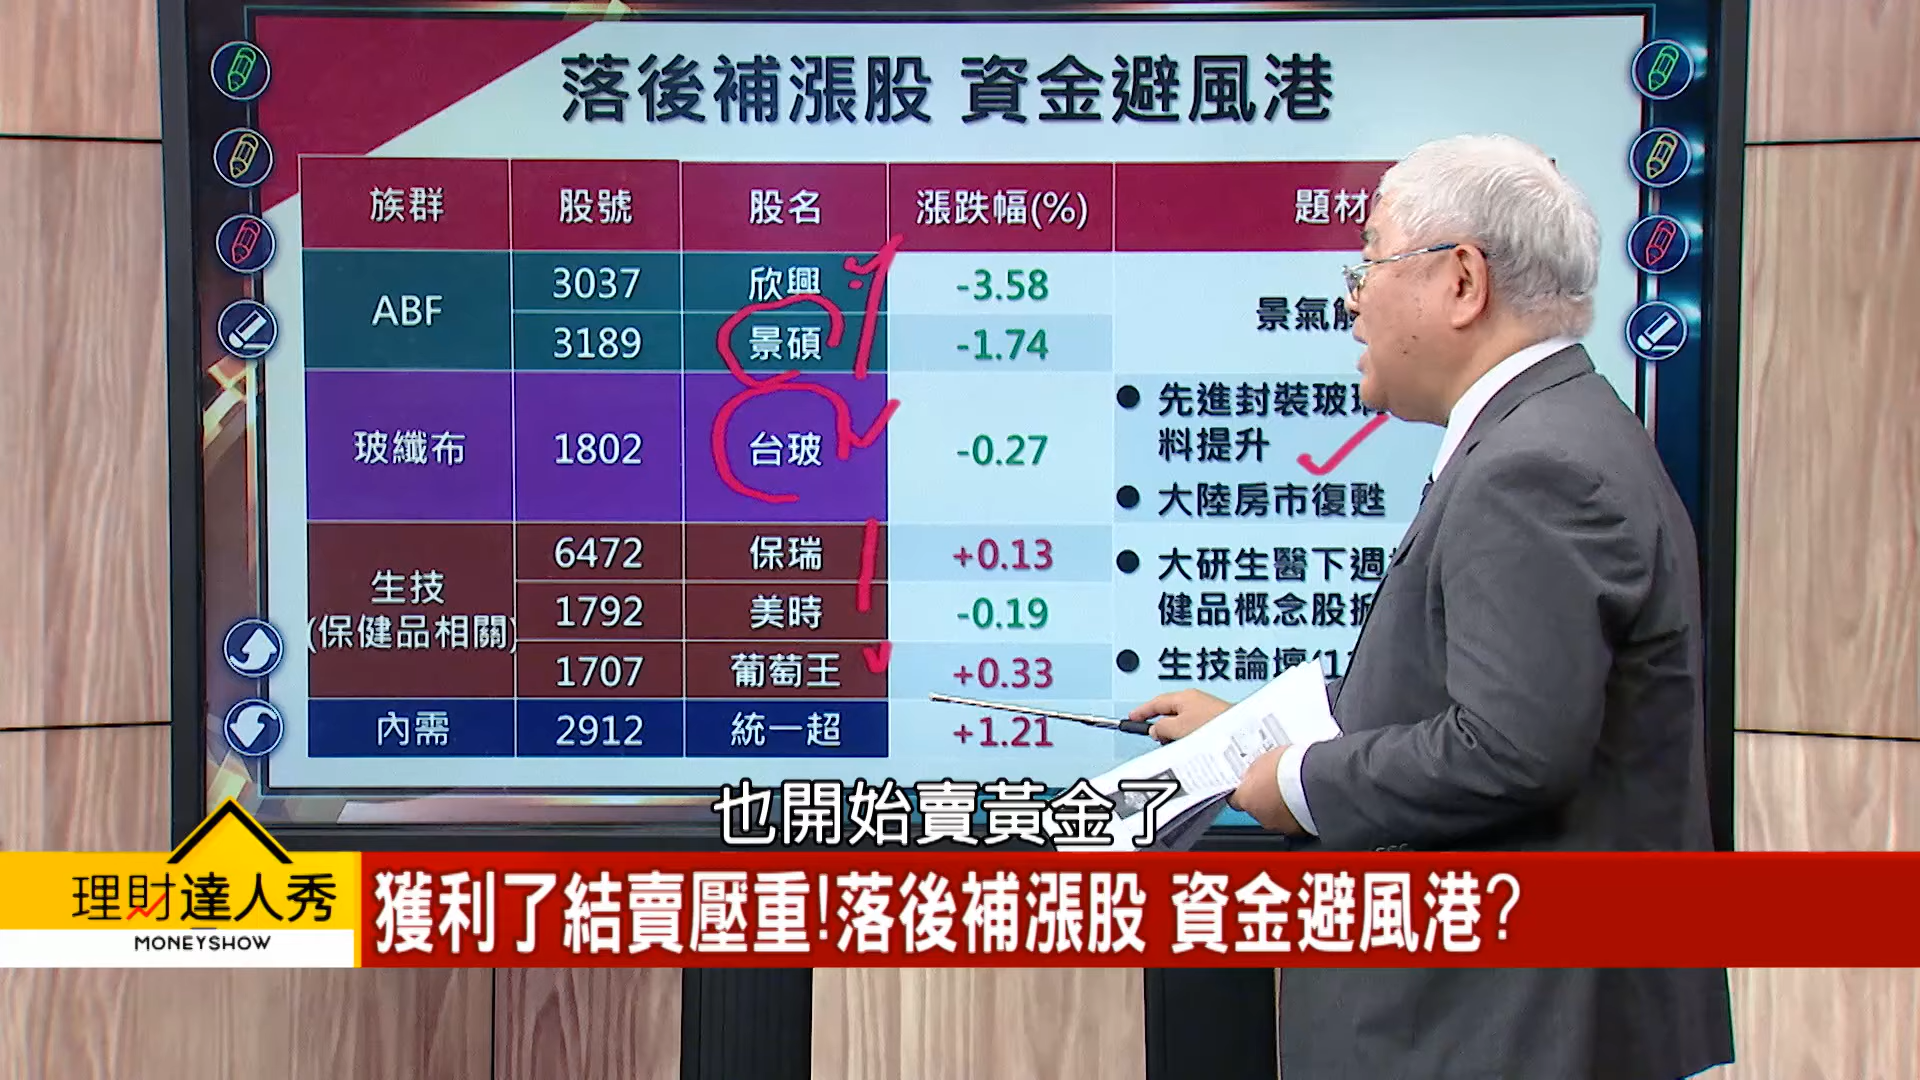 落後補漲股 資金避風港
族群 股號 股名 漲跌幅(%) 題材
ABF 3037 欣興 -3.58 景氣
3189 景碩 -1.74
玻纖布 1802 台玻 -0.27
先進封裝玻
料提升
大陸房市復甦
生技
(保健品相關)
6472 保瑞 +0.13
1792 美時 -0.19
1707 葡萄王 +0.33
大研生醫下週
健品概念股
生技論壇(1
內需 2912 統一超 +1.21
也開始賣黃金了
理財達人秀
MONEYSHOW
獲利了結賣壓重!落後補漲股 資金避風港?